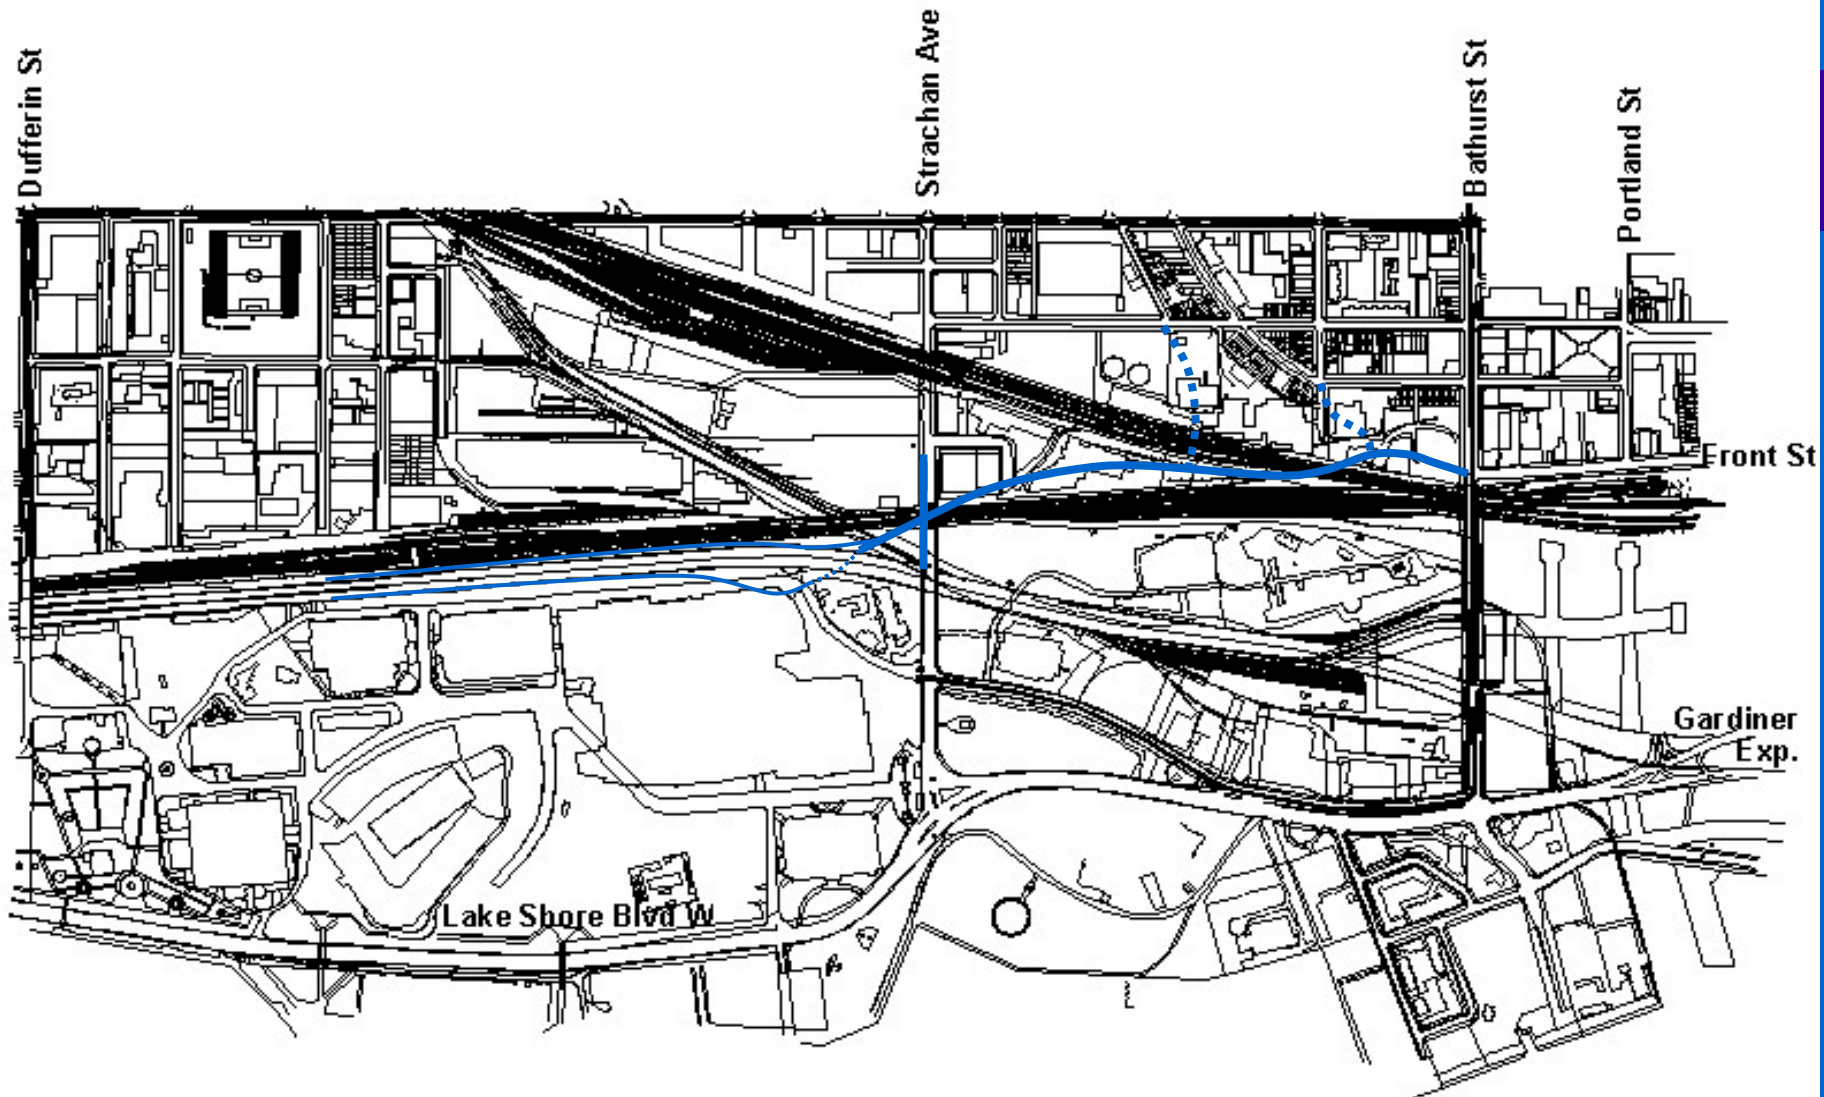 Dufferin St
Strachan Ave
Bathurst St
Portland St
Front St
Gardiner
Exp.
Lake Shore Blvd W